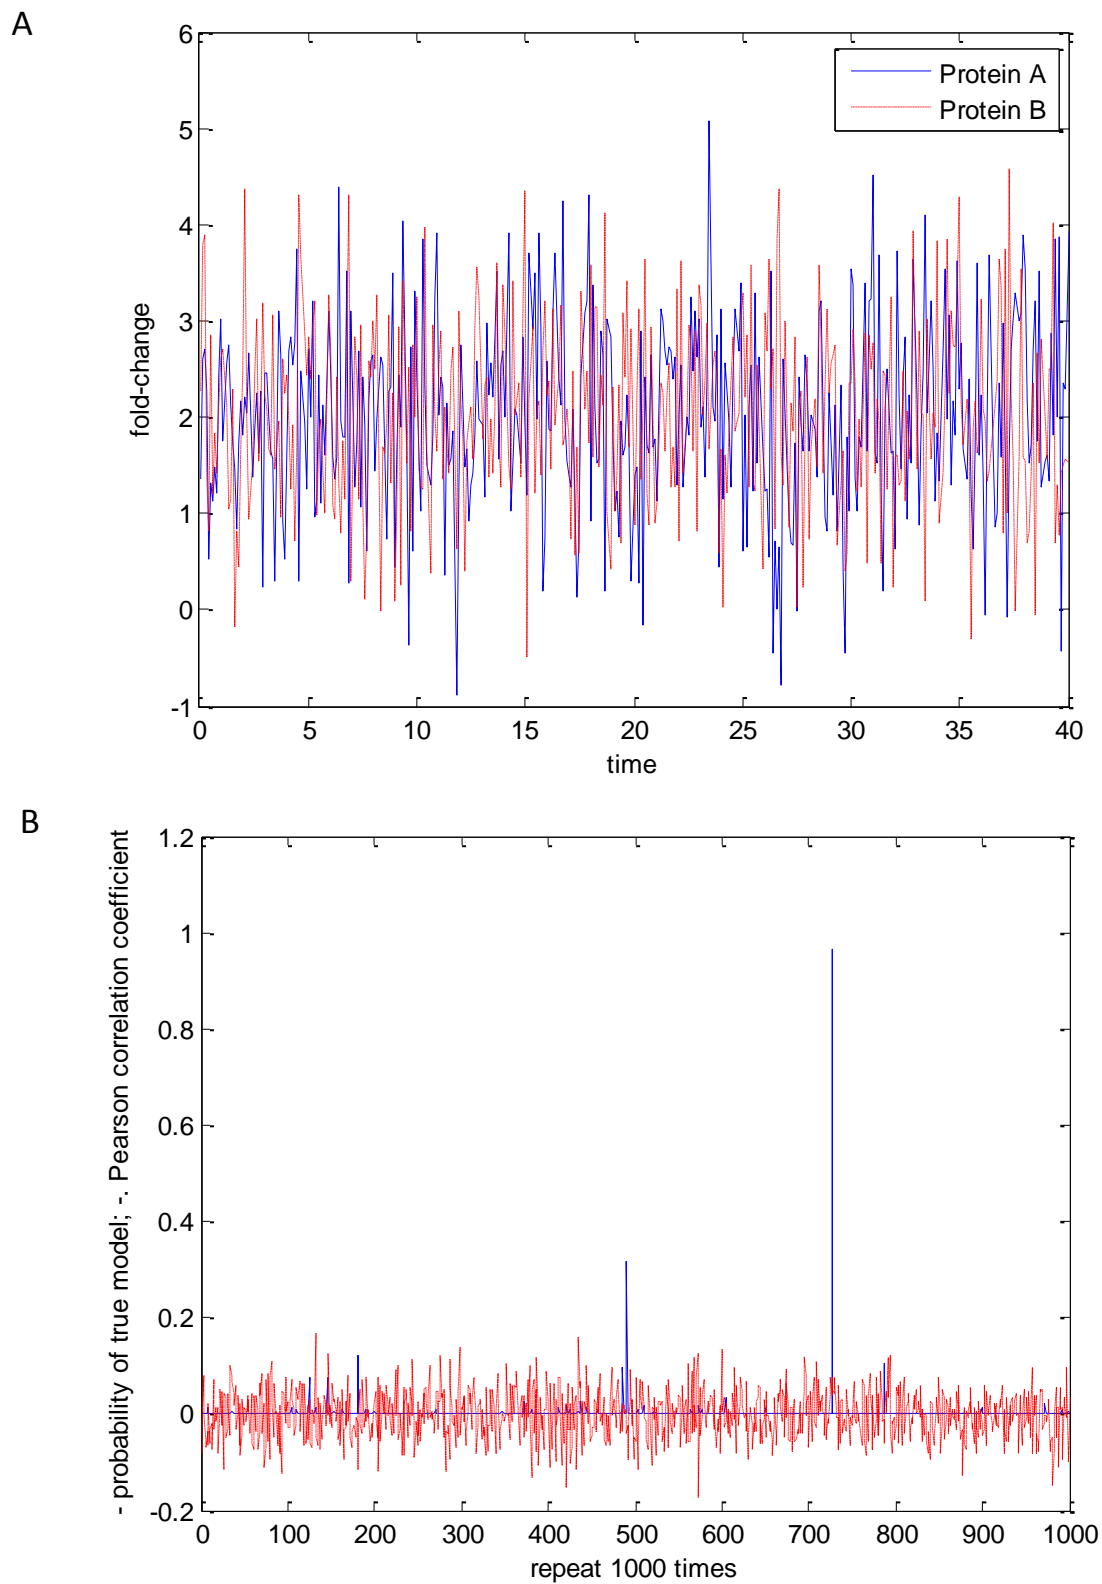 A
6
5
4
3
2
1
0
-1
fold-change
Protein A
Protein B
0 5 10 15 20 25 30 35 40
time
B
1.2
1
0.8
0.6
0.4
0.2
0
-0.2
- probability of true model; -. Pearson correlation coefficient
0 100 200 300 400 500 600 700 800 900 1000
repeat 1000 times